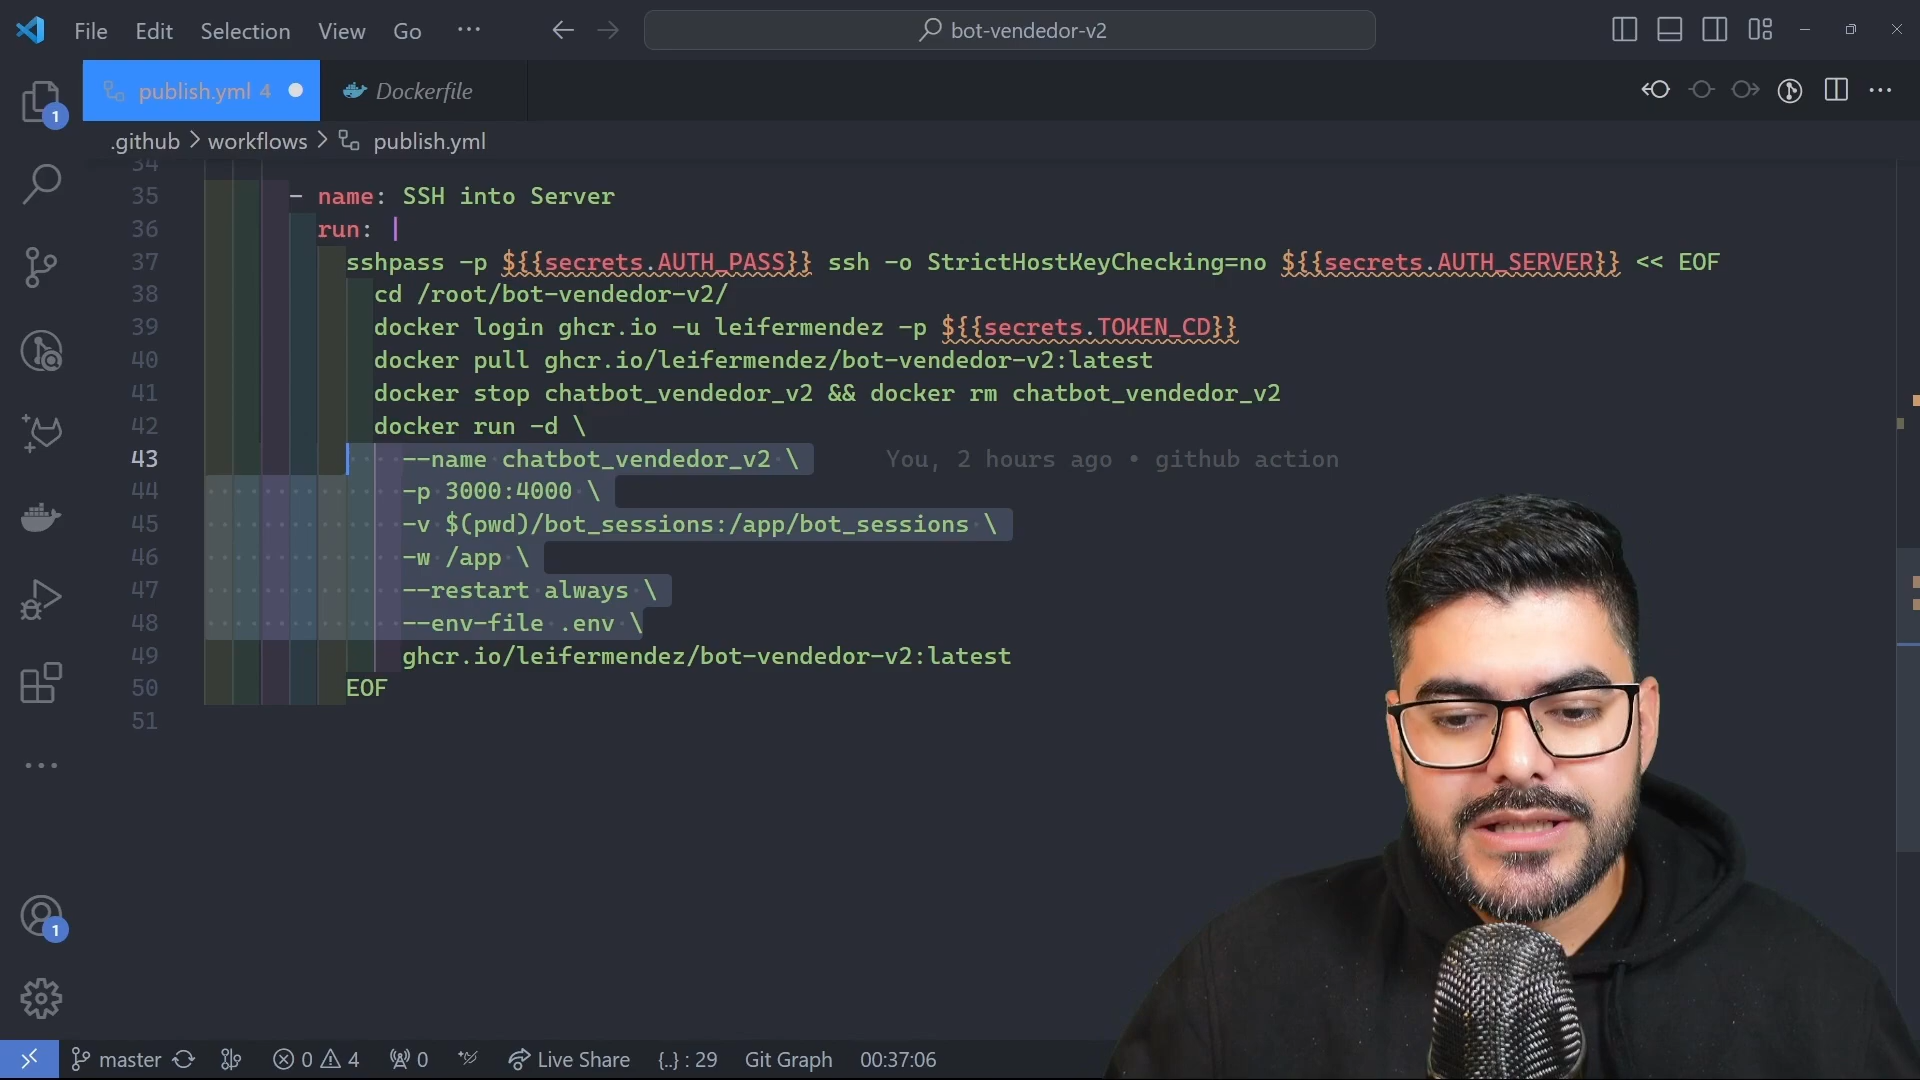 File Edit Selection View Go ··· bot-vendedor-v2
publish.yml 4 Dockerfile
.github > workflows > publish.yml
34
35 - name: SSH into Server
36 run: |
37 sshpass -p ${{secrets.AUTH_PASS}} ssh -o StrictHostKeyChecking=no ${{secrets.AUTH_SERVER}} << EOF
38 cd /root/bot-vendedor-v2/
39 docker login ghcr.io -u leifermendez -p ${{secrets.TOKEN_CD}}
40 docker pull ghcr.io/leifermendez/bot-vendedor-v2:latest
41 docker stop chatbot_vendedor_v2 && docker rm chatbot_vendedor_v2
42 docker run -d \
43 --name chatbot_vendedor_v2 \ You, 2 hours ago • github action
44 -p 3000:4000 \
45 -v $(pwd)/bot_sessions:/app/bot_sessions \
46 -w /app \
47 --restart always \
48 --env-file .env \
49 ghcr.io/leifermendez/bot-vendedor-v2:latest
50 EOF
51
1
1
master 0 4 0 Live Share {..} : 29 Git Graph 00:37:06